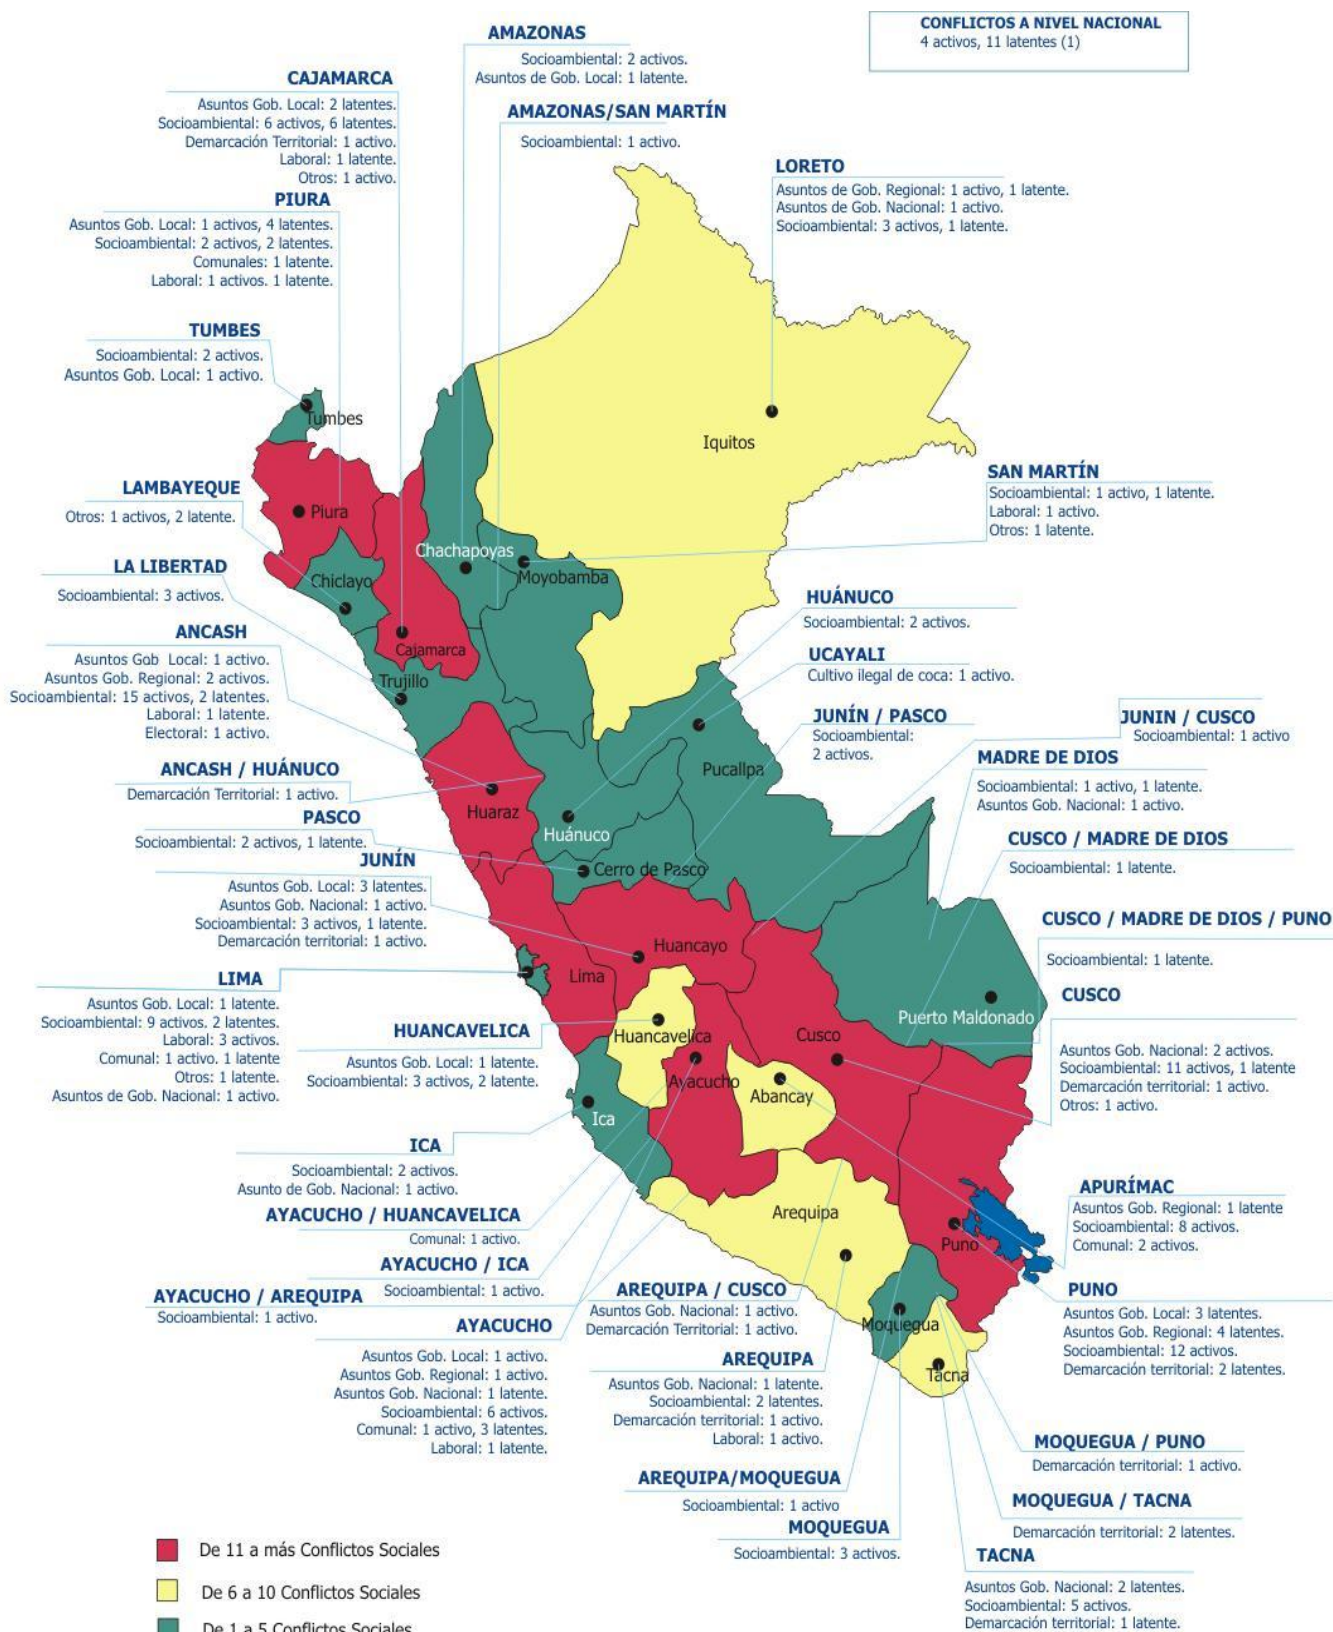 CONFLICTOS A NIVEL NACIONAL
4 activos, 11 latentes (1)
AMAZONAS
Socioambiental: 2 activos.
Asuntos de Gob. Local: 1 latente.
CAJAMARCA
Asuntos Gob. Local: 2 latentes.
Socioambiental: 6 activos, 6 latentes.
Demarcación Territorial: 1 activo.
Laboral: 1 latente.
Otros: 1 activo.
AMAZONAS/SAN MARTÍN
Socioambiental: 1 activo.
LORETO
Asuntos de Gob. Regional: 1 activo, 1 latente.
Asuntos de Gob. Nacional: 1 activo.
Socioambiental: 3 activos, 1 latente.
PIURA
Asuntos Gob. Local: 1 activos, 4 latentes.
Socioambiental: 2 activos, 2 latentes.
Comunales: 1 latente.
Laboral: 1 activos. 1 latente.
TUMBES
Socioambiental: 2 activos.
Asuntos Gob. Local: 1 activo.
Tumbes
Iquitos
SAN MARTÍN
Socioambiental: 1 activo, 1 latente.
Laboral: 1 activo.
Otros: 1 latente.
LAMBAYEQUE
Otros: 1 activos, 2 latente.
Piura
Chachapoyas
Moyobamba
Chiclayo
LA LIBERTAD
Socioambiental: 3 activos.
HUÁNUCO
Socioambiental: 2 activos.
ANCASH
Asuntos Gob Local: 1 activo.
Asuntos Gob. Regional: 2 activos.
Socioambiental: 15 activos, 2 latentes.
Laboral: 1 latente.
Electoral: 1 activo.
Cajamarca
Trujillo
UCAYALI
Cultivo ilegal de coca: 1 activo.
JUNÍN / PASCO
Socioambiental:
2 activos.
JUNIN / CUSCO
Socioambiental: 1 activo
MADRE DE DIOS
Socioambiental: 1 activo, 1 latente.
Asuntos Gob. Nacional: 1 activo.
ANCASH / HUÁNUCO
Demarcación Territorial: 1 activo.
Pucallpa
Huaraz
Huánuco
PASCO
Socioambiental: 2 activos, 1 latente.
CUSCO / MADRE DE DIOS
Socioambiental: 1 latente.
Cerro de Pasco
JUNÍN
Asuntos Gob. Local: 3 latentes.
Asuntos Gob. Nacional: 1 activo.
Socioambiental: 3 activos, 1 latente.
Demarcación territorial: 1 activo.
CUSCO / MADRE DE DIOS / PUNO
Socioambiental: 1 latente.
Huancayo
Lima
LIMA
Asuntos Gob. Local: 1 latente.
Socioambiental: 9 activos. 2 latentes.
Laboral: 3 activos.
Comunal: 1 activo. 1 latente
Otros: 1 latente.
Asuntos de Gob. Nacional: 1 activo.
CUSCO
Asuntos Gob. Nacional: 2 activos.
Socioambiental: 11 activos, 1 latente
Demarcación territorial: 1 activo.
Otros: 1 activo.
Puerto Maldonado
HUANCAVELICA
Asuntos Gob. Local: 1 latente.
Socioambiental: 3 activos, 2 latente.
Huancavelica
Cusco
Ayacucho
Abancay
Ica
ICA
Socioambiental: 2 activos.
Asunto de Gob. Nacional: 1 activo.
APURÍMAC
Asuntos Gob. Regional: 1 latente
Socioambiental: 8 activos.
Comunal: 2 activos.
AYACUCHO / HUANCAVELICA
Comunal: 1 activo.
Arequipa
Puno
AYACUCHO / ICA
Socioambiental: 1 activo.
AYACUCHO / AREQUIPA
Socioambiental: 1 activo.
AREQUIPA / CUSCO
Asuntos Gob. Nacional: 1 activo.
Demarcación Territorial: 1 activo.
PUNO
Asuntos Gob. Local: 3 latentes.
Asuntos Gob. Regional: 4 latentes.
Socioambiental: 12 activos.
Demarcación territorial: 2 latentes.
Moquegua
Tacna
AYACUCHO
Asuntos Gob. Local: 1 activo.
Asuntos Gob. Regional: 1 activo.
Asuntos Gob. Nacional: 1 latente.
Socioambiental: 6 activos.
Comunal: 1 activo, 3 latentes.
Laboral: 1 latente.
AREQUIPA
Asuntos Gob. Nacional: 1 latente.
Socioambiental: 2 latentes.
Demarcación territorial: 1 activo.
Laboral: 1 activo.
MOQUEGUA / PUNO
Demarcación territorial: 1 activo.
AREQUIPA/MOQUEGUA
Socioambiental: 1 activo
MOQUEGUA / TACNA
Demarcación territorial: 2 latentes.
MOQUEGUA
Socioambiental: 3 activos.
TACNA
Asuntos Gob. Nacional: 2 latentes.
Socioambiental: 5 activos.
Demarcación territorial: 1 latente.
De 11 a más Conflictos Sociales
De 6 a 10 Conflictos Sociales
De 1 a 5 Conflictos Sociales